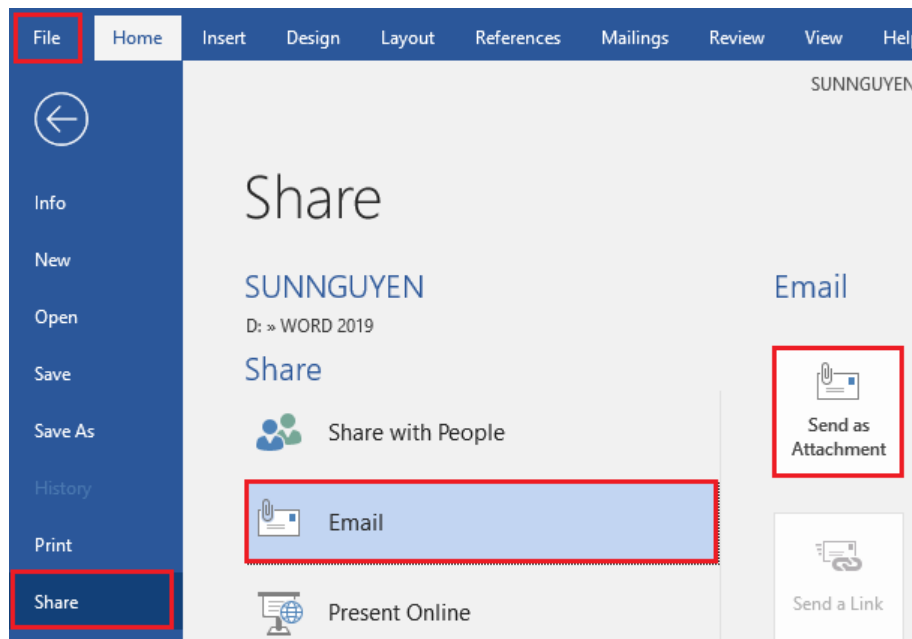 File Home Insert Design Layout References Mailings Review View Hel
SUNNGUYEN
Share
Info
New
Open
Save
Save As
History
Print
Share
SUNNGUYEN
D: » WORD 2019
Share
Share with People
Email
Present Online
Email
Send as
Attachment
Send a Link